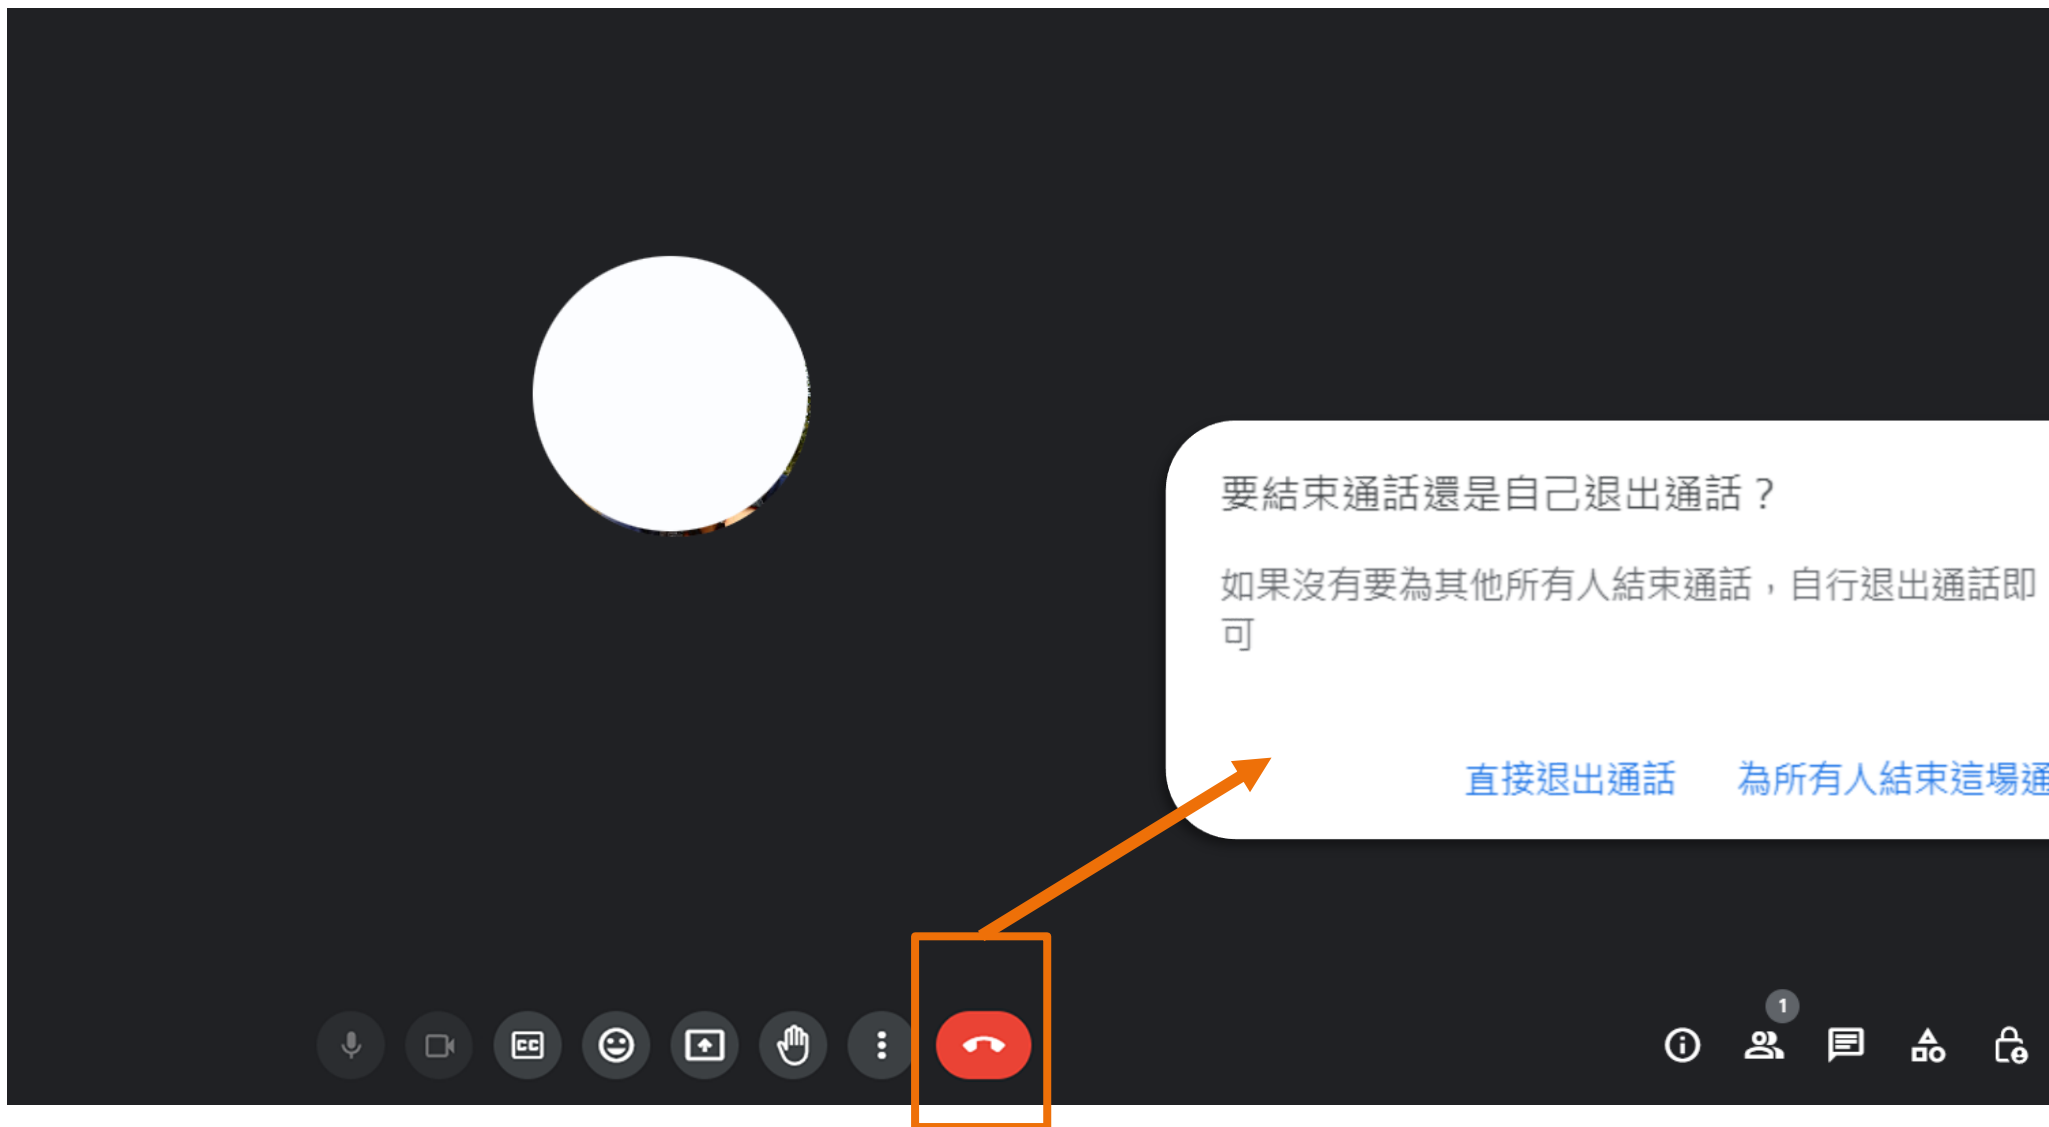 要結束通話還是自己退出通話？
如果沒有要為其他所有人結束通話，自行退出通話即
可
直接退出通話 為所有人結束這場通
1
CC